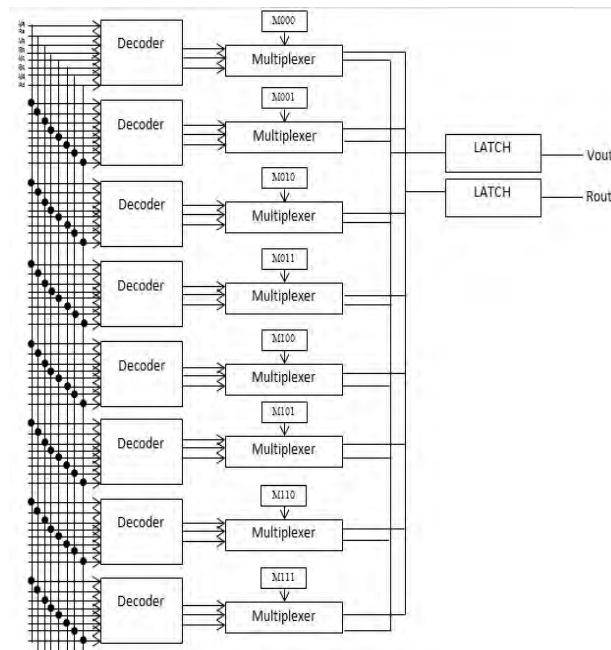 M000
Decoder
Multiplexer
M001
Decoder
Multiplexer
LATCH
Vout
M010
Decoder
LATCH
Rout
Multiplexer
M011
Decoder
Multiplexer
M100
Decoder
Multiplexer
M101
Decoder
Multiplexer
M110
Decoder
Multiplexer
M111
Decoder
Multiplexer